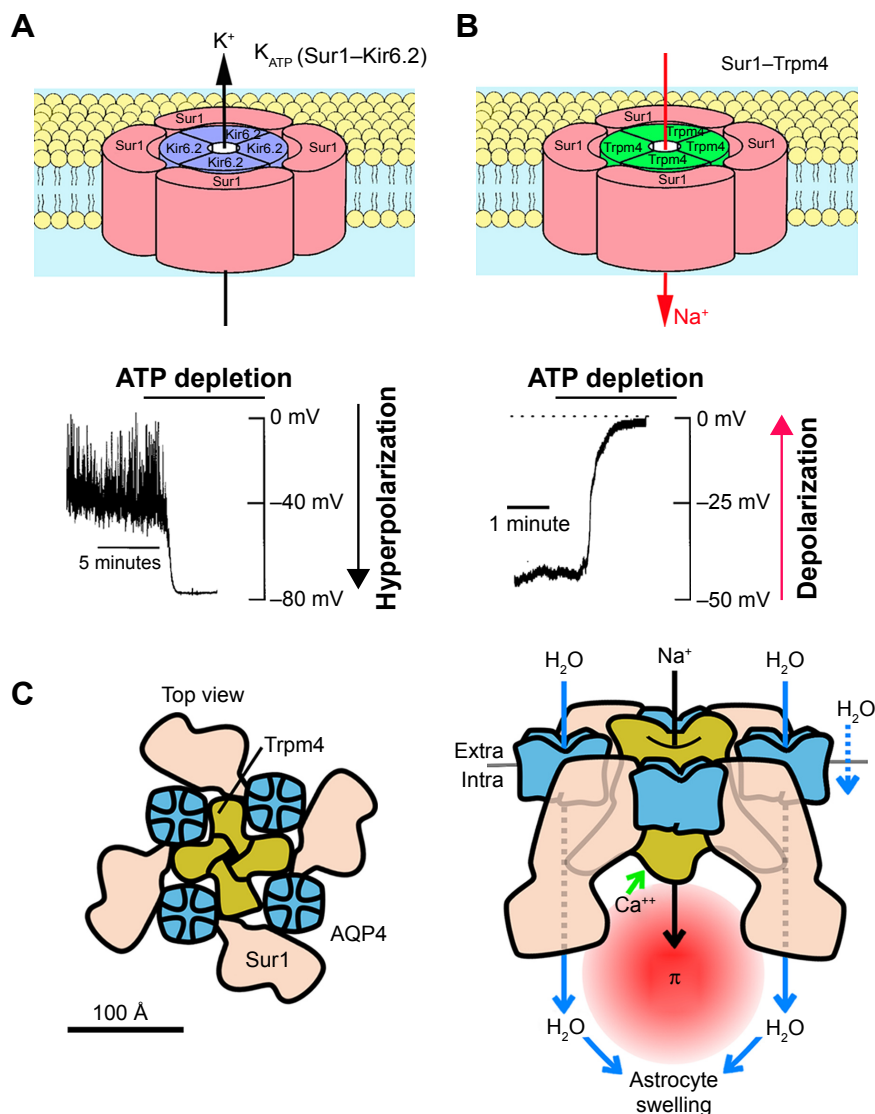 A
K⁺
K_ATP (Sur1–Kir6.2)
Sur1
Kir6.2
Sur1
Kir6.2
Kir6.2
Sur1
Kir6.2
Sur1
ATP depletion
0 mV
–40 mV
–80 mV
5 minutes
Hyperpolarization
B
Sur1–Trpm4
Sur1
Trpm4
Sur1
Trpm4
Trpm4
Sur1
Trpm4
Sur1
Na⁺
ATP depletion
0 mV
–25 mV
–50 mV
1 minute
Depolarization
C
Top view
Trpm4
AQP4
Sur1
100 Å
H₂O
Na⁺
H₂O
H₂O
Extra
Intra
Ca⁺⁺
π
H₂O
H₂O
Astrocyte
swelling